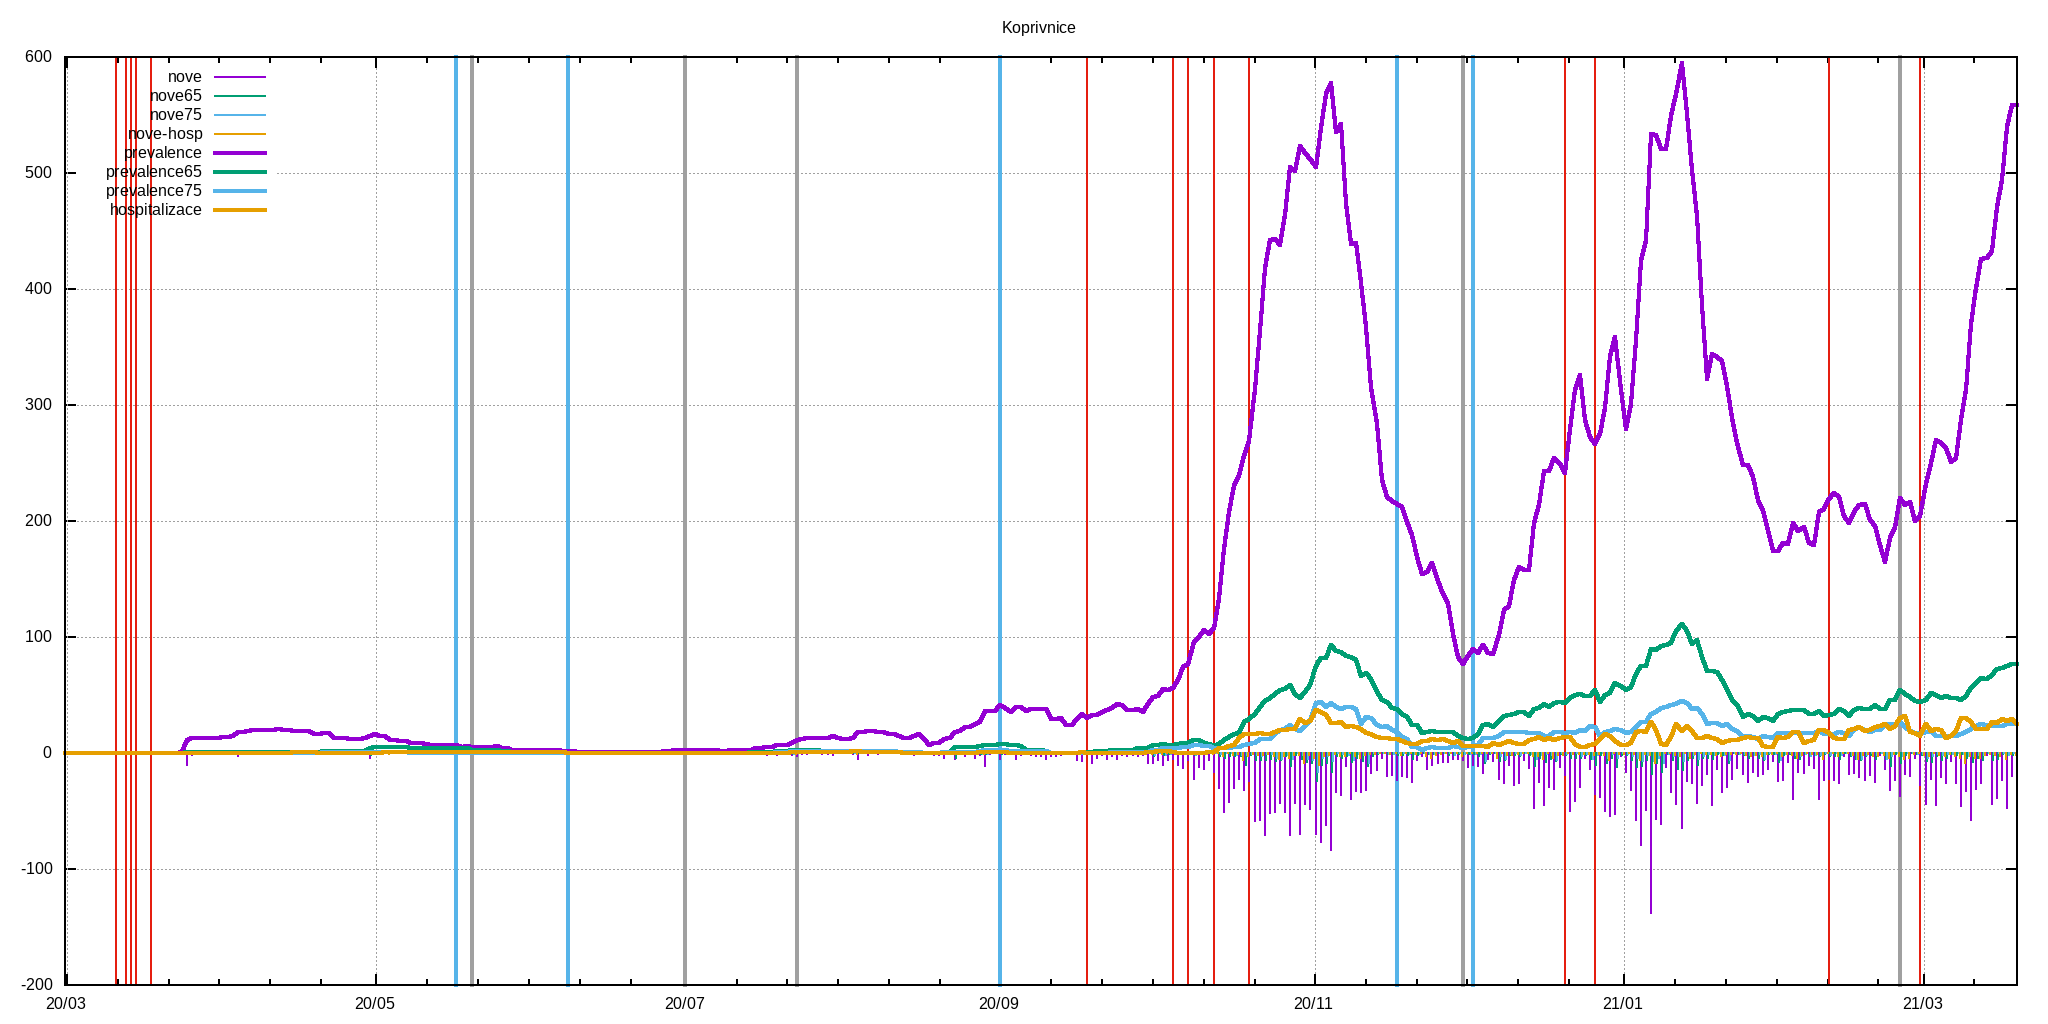 Koprivnice
600
500
400
300
200
100
0
-100
-200
nove
nove65
nove75
nove-hosp
prevalence
prevalence65
prevalence75
hospitalizace
20/03
20/05
20/07
20/09
20/11
21/01
21/03